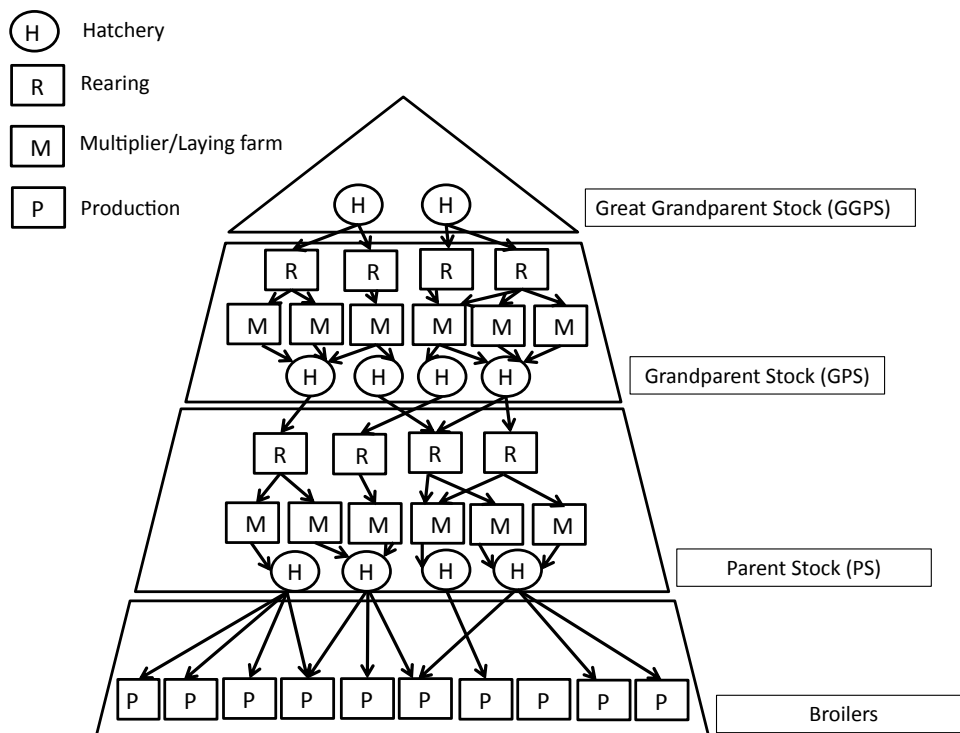 H Hatchery
R Rearing
M Multiplier/Laying farm
P Production
H H
Great Grandparent Stock (GGPS)
R R R R
M M M M M M
H H H H
Grandparent Stock (GPS)
R R R R
M M M M M M
H H H H
Parent Stock (PS)
P P P P P P P P P P
Broilers